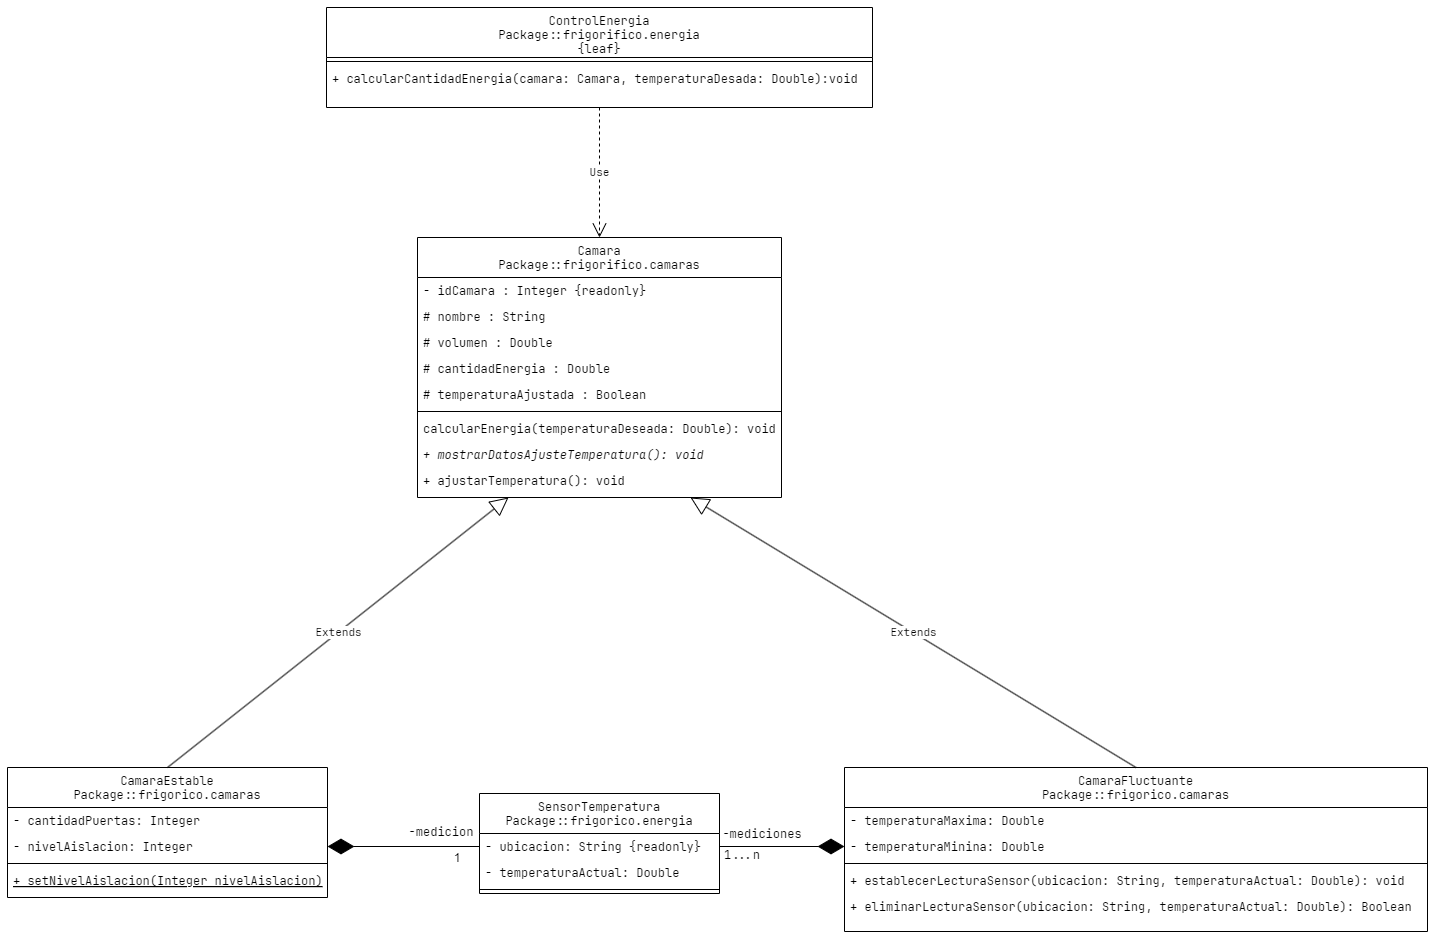 ControlEnergia
Package::frigorifico.energia
{leaf}
+ calcularCantidadEnergia(camara: Camara, temperaturaDesada: Double):void
Use
Camara
Package::frigorifico.camaras
- idCamara : Integer {readonly}
# nombre : String
# volumen : Double
# cantidadEnergia : Double
# temperaturaAjustada : Boolean
calcularEnergia(temperaturaDeseada: Double): void
+ mostrarDatosAjusteTemperatura(): void
+ ajustarTemperatura(): void
Extends
Extends
CamaraEstable
Package::frigorico.camaras
- cantidadPuertas: Integer
- nivelAislacion: Integer
+ setNivelAislacion(Integer nivelAislacion)
-medicion
1
SensorTemperatura
Package::frigorico.energia
- ubicacion: String {readonly}
- temperaturaActual: Double
-mediciones
1...n
CamaraFluctuante
Package::frigorico.camaras
- temperaturaMaxima: Double
- temperaturaMinina: Double
+ establecerLecturaSensor(ubicacion: String, temperaturaActual: Double): void
+ eliminarLecturaSensor(ubicacion: String, temperaturaActual: Double): Boolean